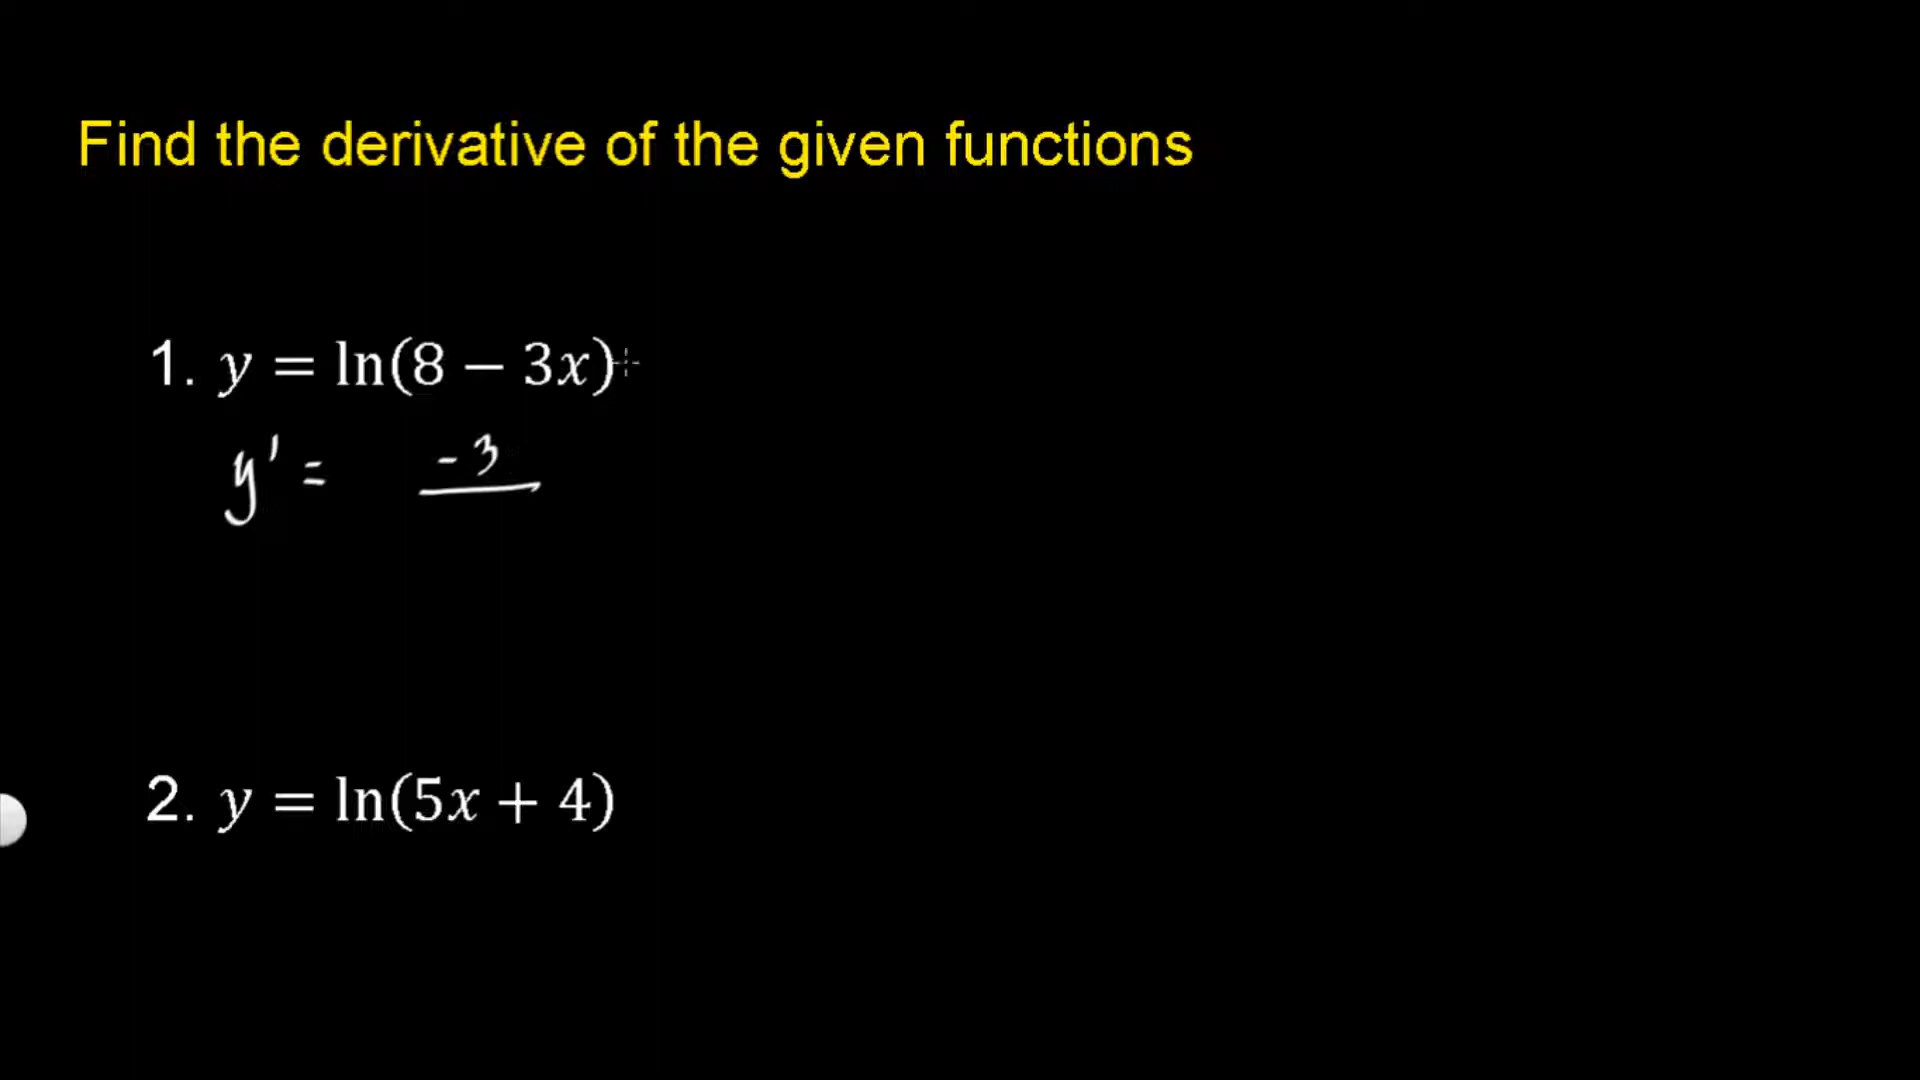 Find the derivative of the given functions
1. y = ln(8 − 3x)
y' = -3
2. y = ln(5x + 4)